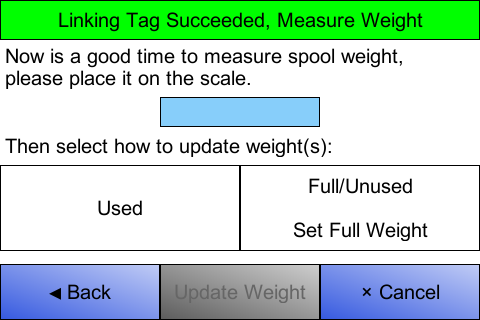 Linking Tag Succeeded, Measure Weight
Now is a good time to measure spool weight,
please place it on the scale.
Then select how to update weight(s):
Used
Full/Unused
Set Full Weight
◀ Back
Update Weight
× Cancel